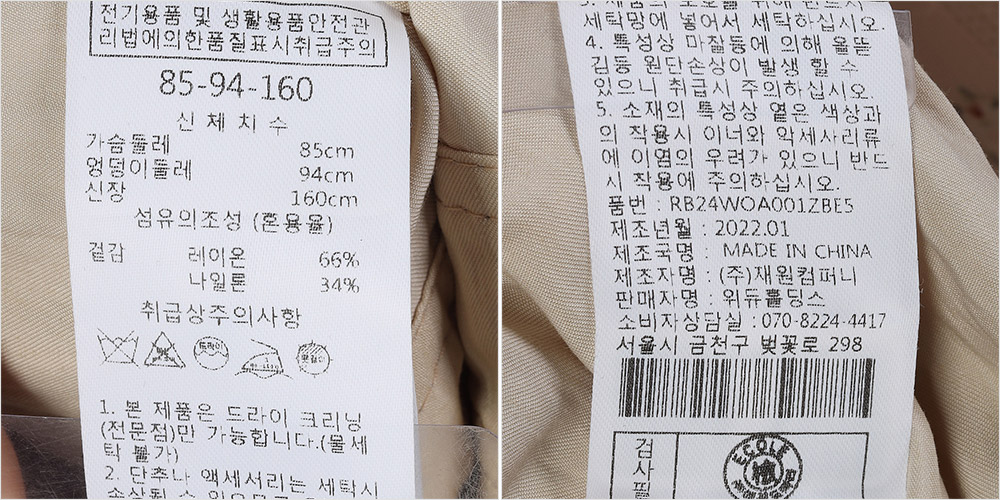 전기용품 및 생활용품안전관
리법에의한품질표시취급주의
85-94-160
신 체 치 수
가슴둘레 85cm
엉덩이둘레 94cm
신장 160cm
섬유의조성 (혼용율)
겉감 레이온 66%
나일론 34%
취급상주의사항
1. 본 제품은 드라이 크리닝
(전문점)만 가능합니다.(물세
탁 불가)
2. 단추나 액세서리는 세탁시
세탁망에 넣어서 세탁하십시오.
4. 특성상 마찰등에 의해 올뜯
김등 원단손상이 발생 할 수
있으니 취급시 주의하십시오.
5. 소재의 특성상 옅은 색상과
의 착용시 이너와 악세사리류
에 이염의 우려가 있으니 반드
시 착용에 주의하십시오.
품번 : RB24WOA001ZBE5
제조년월 : 2022.01
제조국명 : MADE IN CHINA
제조자명 : (주)재원컴퍼니
판매자명 : 위듀홀딩스
소비자상담실 : 070-8224-4417
서울시 금천구 벚꽃로 298
검
사
필
ECOLE